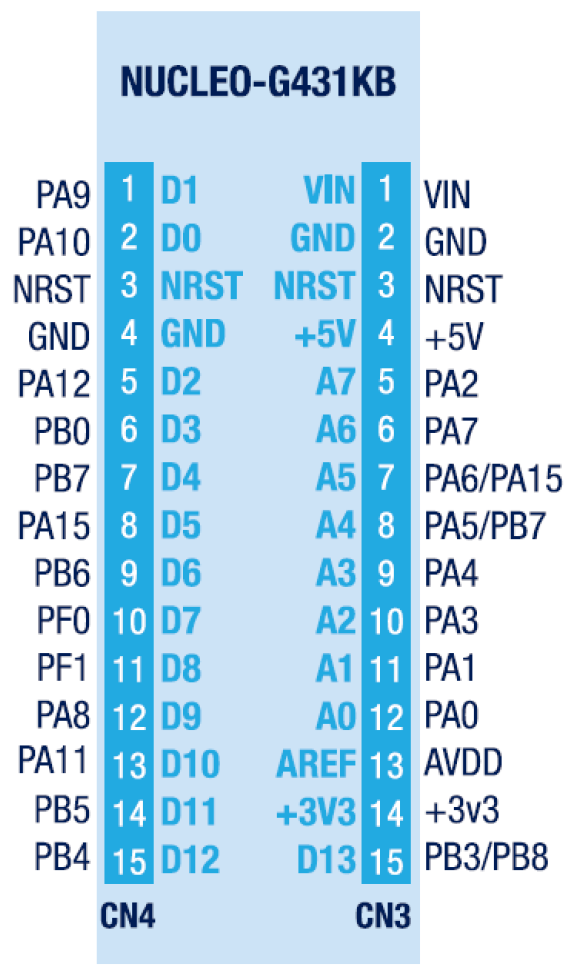 NUCLEO-G431KB
PA9 1 D1 VIN 1 VIN
PA10 2 D0 GND 2 GND
NRST 3 NRST NRST 3 NRST
GND 4 GND +5V 4 +5V
PA12 5 D2 A7 5 PA2
PB0 6 D3 A6 6 PA7
PB7 7 D4 A5 7 PA6/PA15
PA15 8 D5 A4 8 PA5/PB7
PB6 9 D6 A3 9 PA4
PF0 10 D7 A2 10 PA3
PF1 11 D8 A1 11 PA1
PA8 12 D9 A0 12 PA0
PA11 13 D10 AREF 13 AVDD
PB5 14 D11 +3V3 14 +3v3
PB4 15 D12 D13 15 PB3/PB8
CN4 CN3